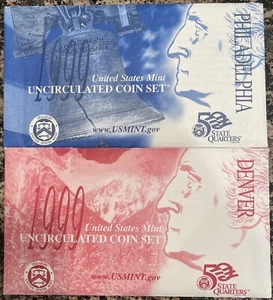 PHILADELPHIA
1999
United States Mint
UNCIRCULATED COIN SET
www.USMINT.gov
50
STATE
QUARTERS
DENVER
1999
United States Mint
UNCIRCULATED COIN SET
www.USMINT.gov
50
STATE
QUARTERS